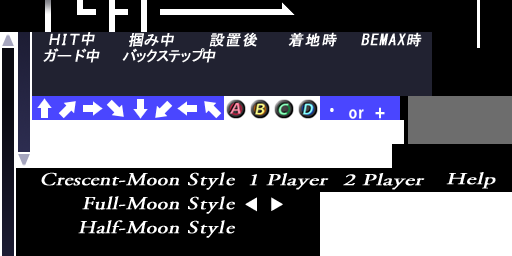 HIT中 掴み中 設置後 着地時 BEMAX時
ガード中 バックステップ中
↑ ↗ → ↘ ↓ ↙ ← ↖ A B C D ・ or +
Crescent-Moon Style 1 Player 2 Player Help
Full-Moon Style ◀ ▶
Half-Moon Style